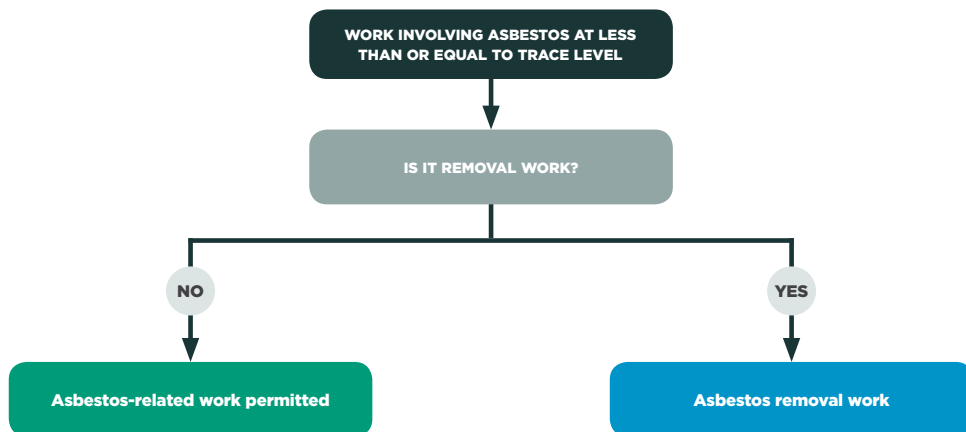 WORK INVOLVING ASBESTOS AT LESS
THAN OR EQUAL TO TRACE LEVEL
IS IT REMOVAL WORK?
NO
YES
Asbestos-related work permitted
Asbestos removal work